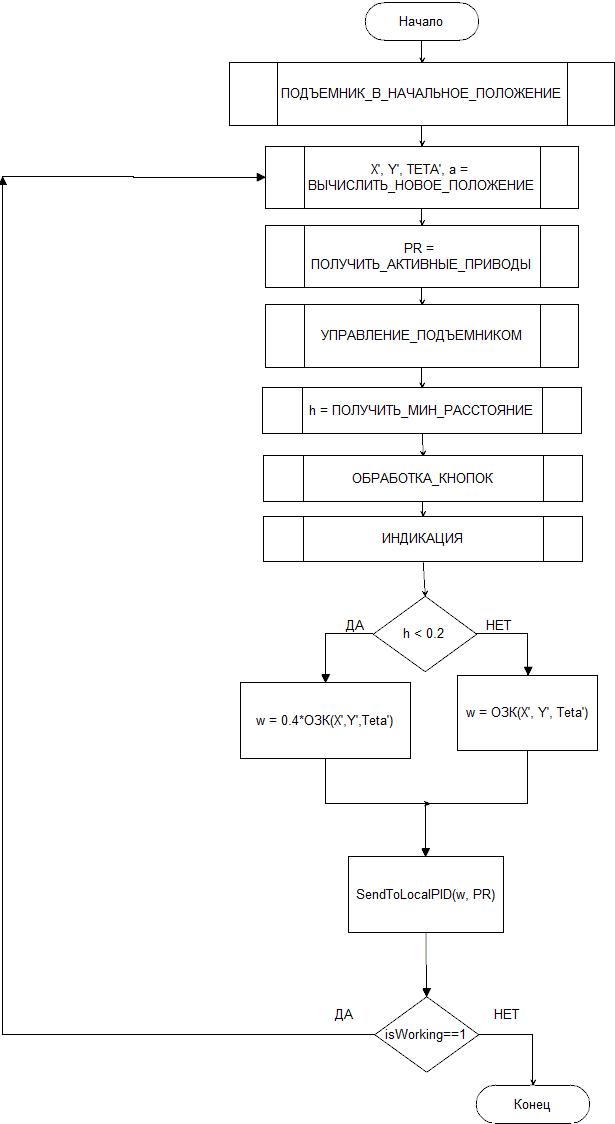 Начало
ПОДЪЕМНИК_В_НАЧАЛЬНОЕ_ПОЛОЖЕНИЕ
X', Y', TETA', a =
ВЫЧИСЛИТЬ_НОВОЕ_ПОЛОЖЕНИЕ
PR =
ПОЛУЧИТЬ_АКТИВНЫЕ_ПРИВОДЫ
УПРАВЛЕНИЕ_ПОДЪЕМНИКОМ
h = ПОЛУЧИТЬ_МИН_РАССТОЯНИЕ
ОБРАБОТКА_КНОПОК
ИНДИКАЦИЯ
ДА
НЕТ
h < 0.2
w = 0.4*ОЗК(X',Y',Teta')
w = ОЗК(X', Y', Teta')
SendToLocalPID(w, PR)
ДА
НЕТ
isWorking==1
Конец